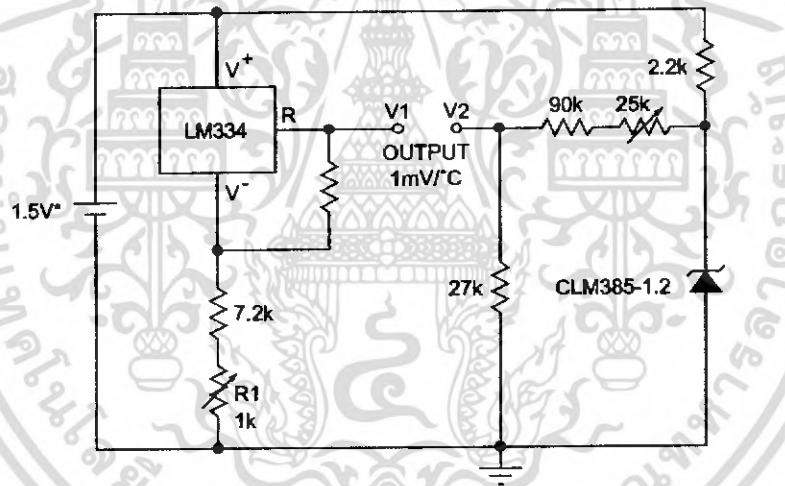 V+
LM334
R
V-
1.5V*
7.2k
R1
1k
V1
V2
OUTPUT
1mV/°C
90k
25k
2.2k
27k
CLM385-1.2